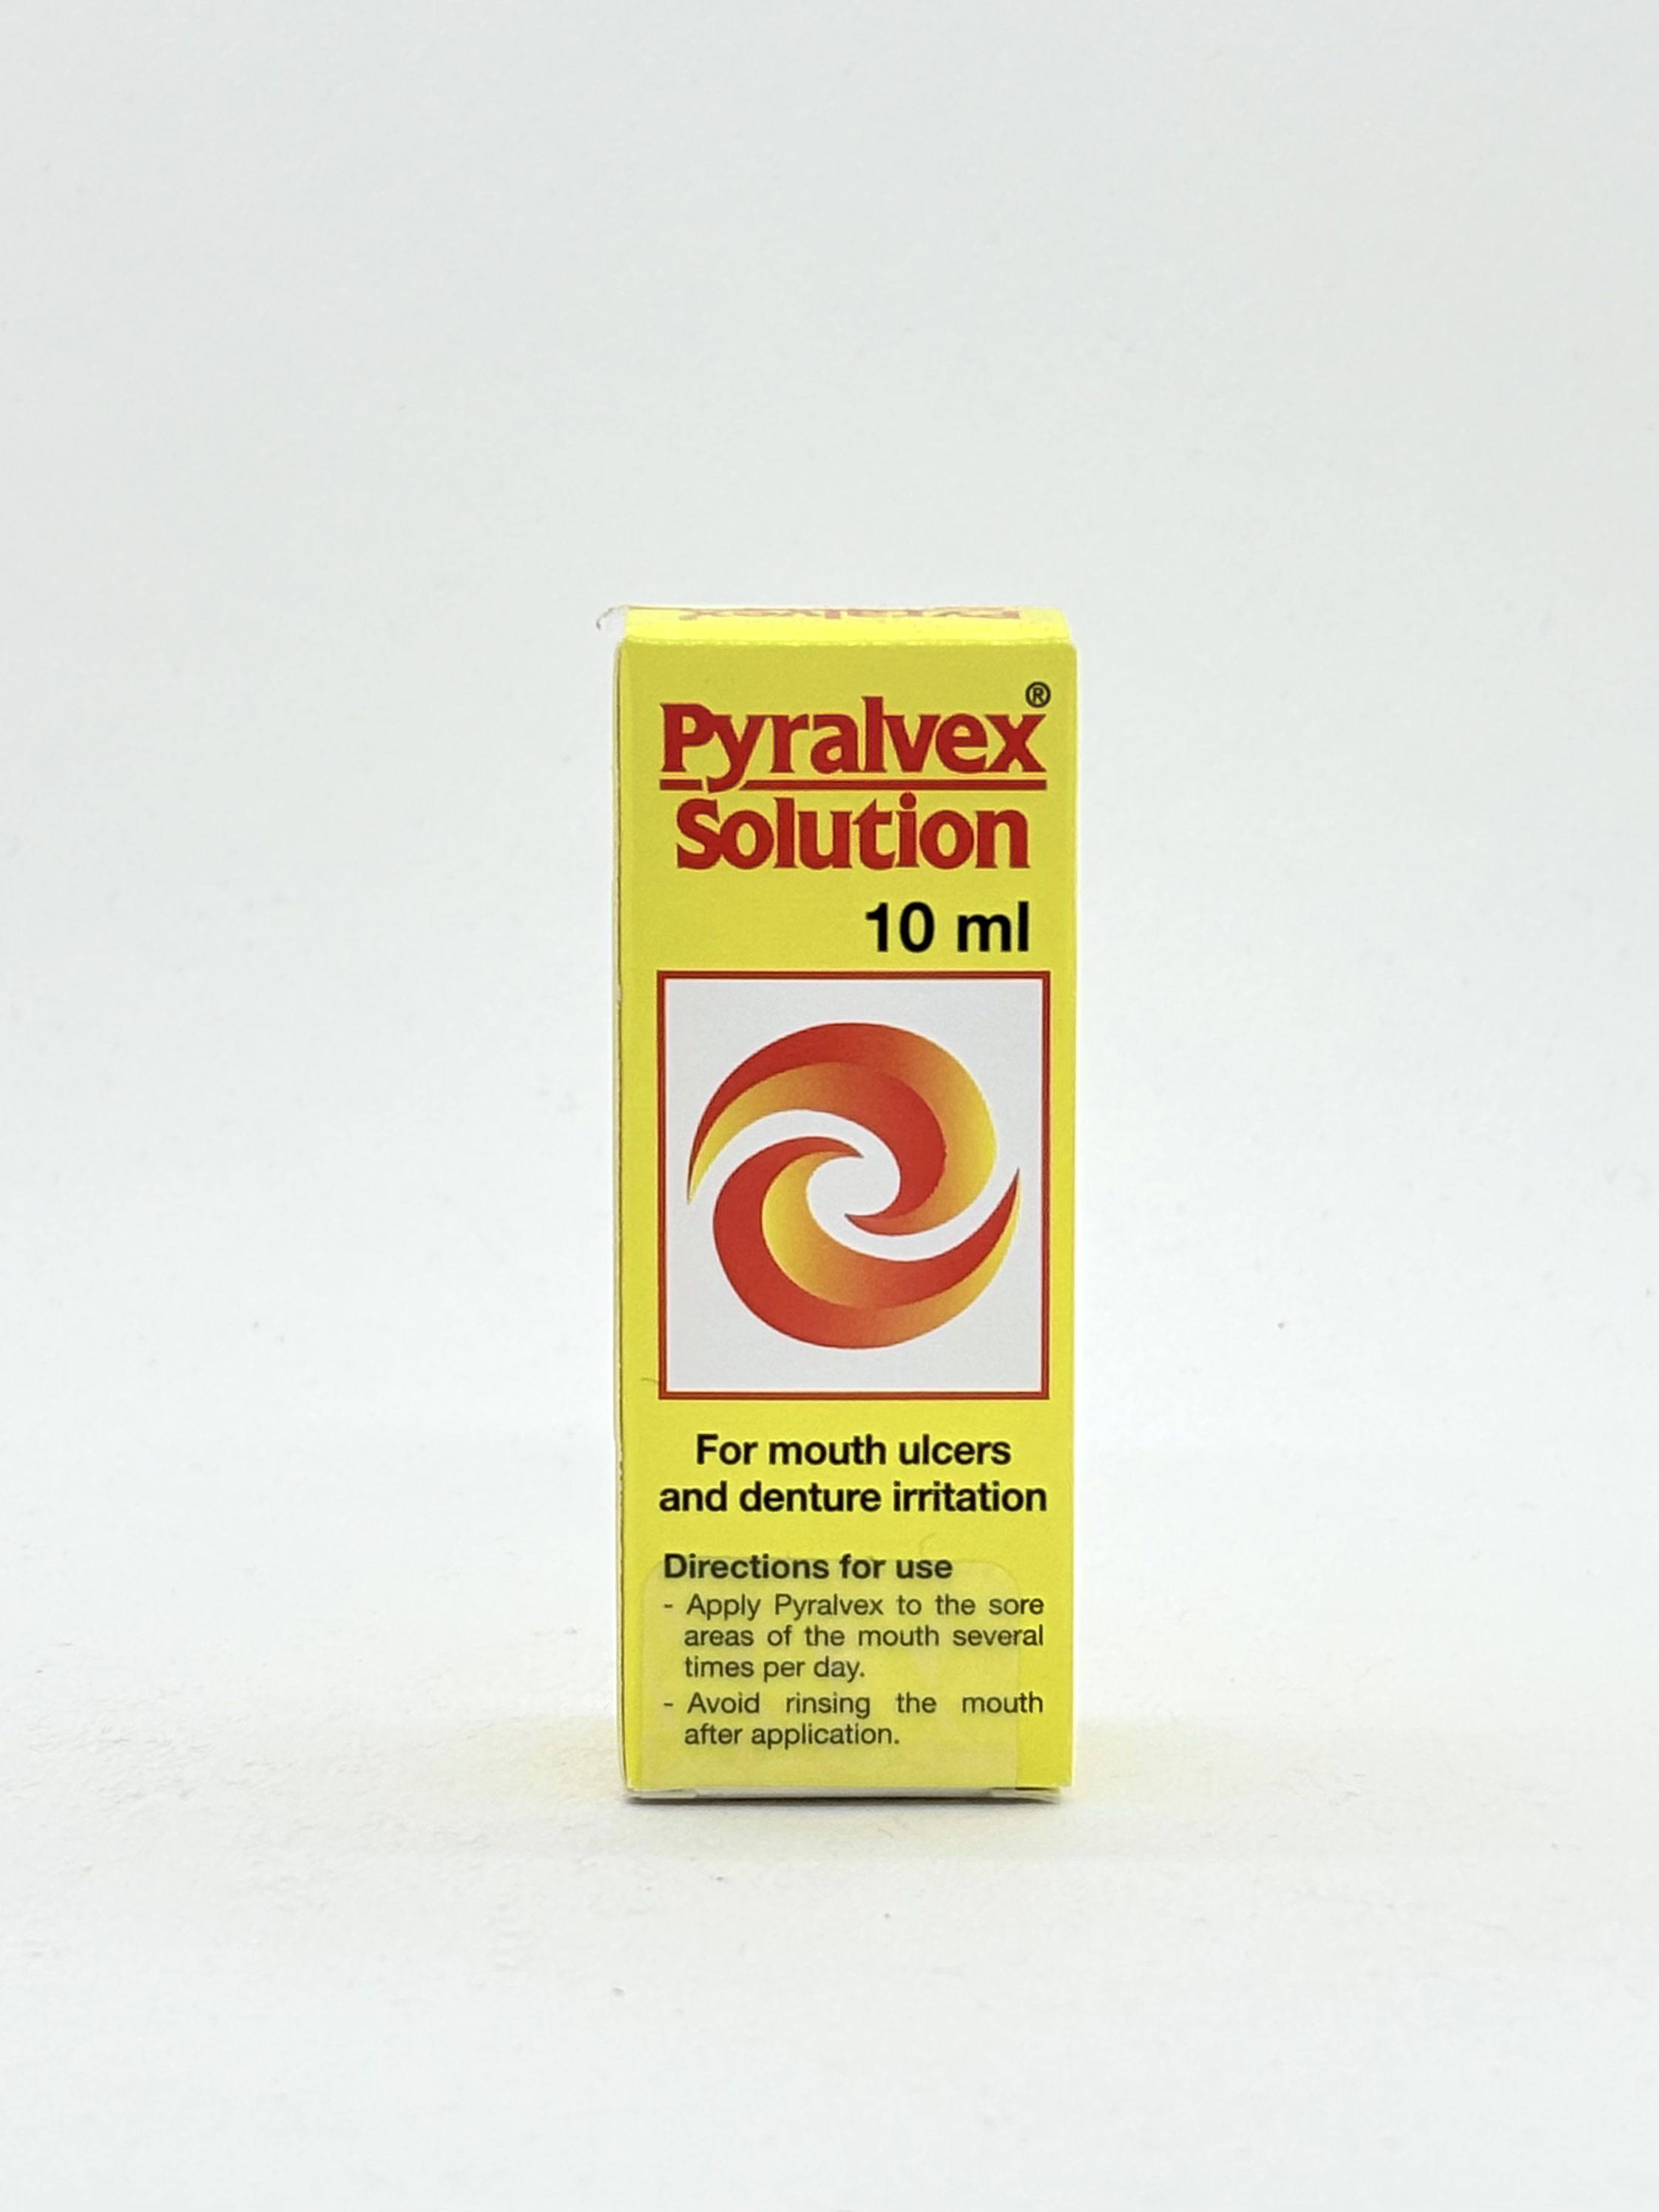 Pyralvex
Pyralvex®
Solution
10 ml
For mouth ulcers
and denture irritation
Directions for use
- Apply Pyralvex to the sore
areas of the mouth several
times per day.
- Avoid rinsing the mouth
after application.